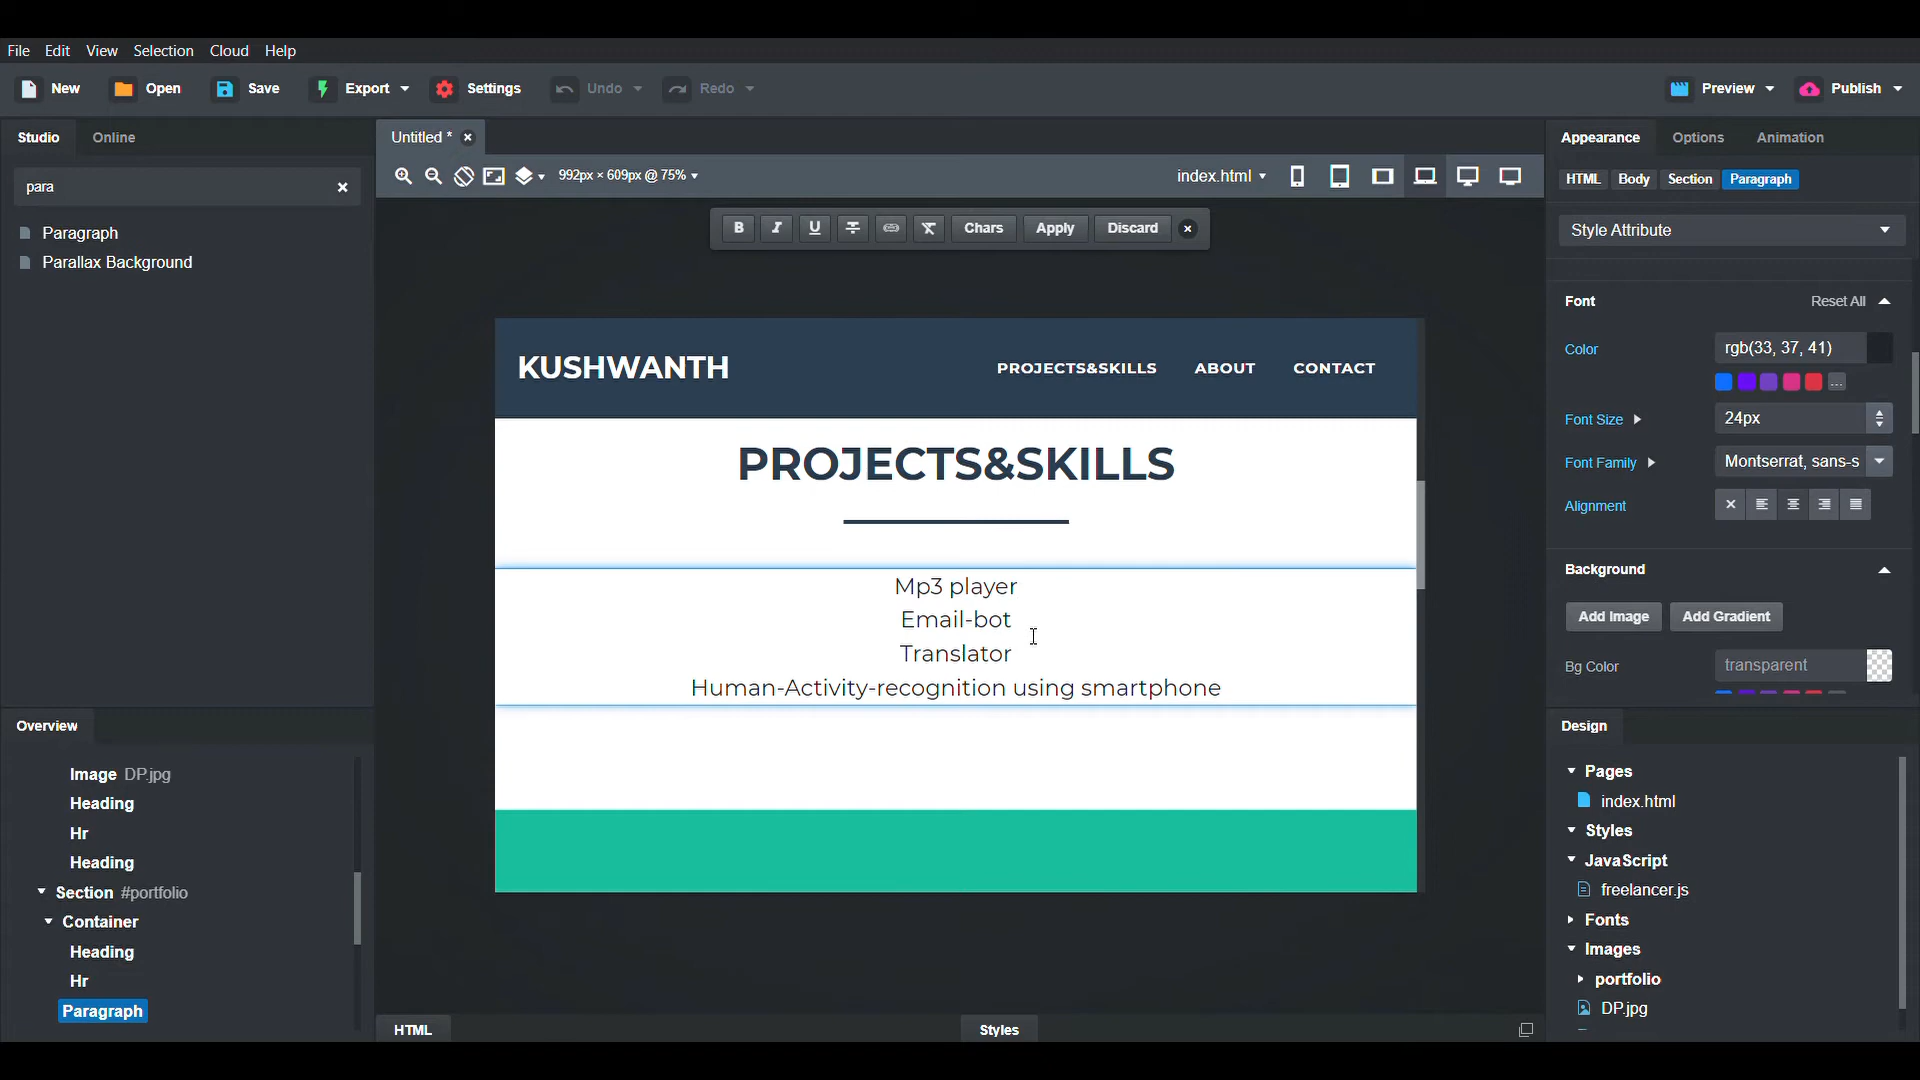 File Edit View Selection Cloud Help
New Open Save Export Settings Undo Redo Preview Publish
Studio Online Untitled * Appearance Options Animation
para 992px × 609px @ 75% index.html HTML Body Section Paragraph
B I U S Chars Apply Discard Style Attribute
Paragraph
Parallax Background
KUSHWANTH PROJECTS&SKILLS ABOUT CONTACT
PROJECTS&SKILLS
Mp3 player
Email-bot
Translator
Human-Activity-recognition using smartphone
Font Reset All
Color rgb(33, 37, 41)
...
Font Size 24px
Font Family Montserrat, sans-s
Alignment
Background
Add Image Add Gradient
Bg Color transparent
Overview
Image DP.jpg
Heading
Hr
Heading
Section #portfolio
Container
Heading
Hr
Paragraph
HTML Styles
Design
Pages
index.html
Styles
JavaScript
freelancer.js
Fonts
Images
portfolio
DP.jpg